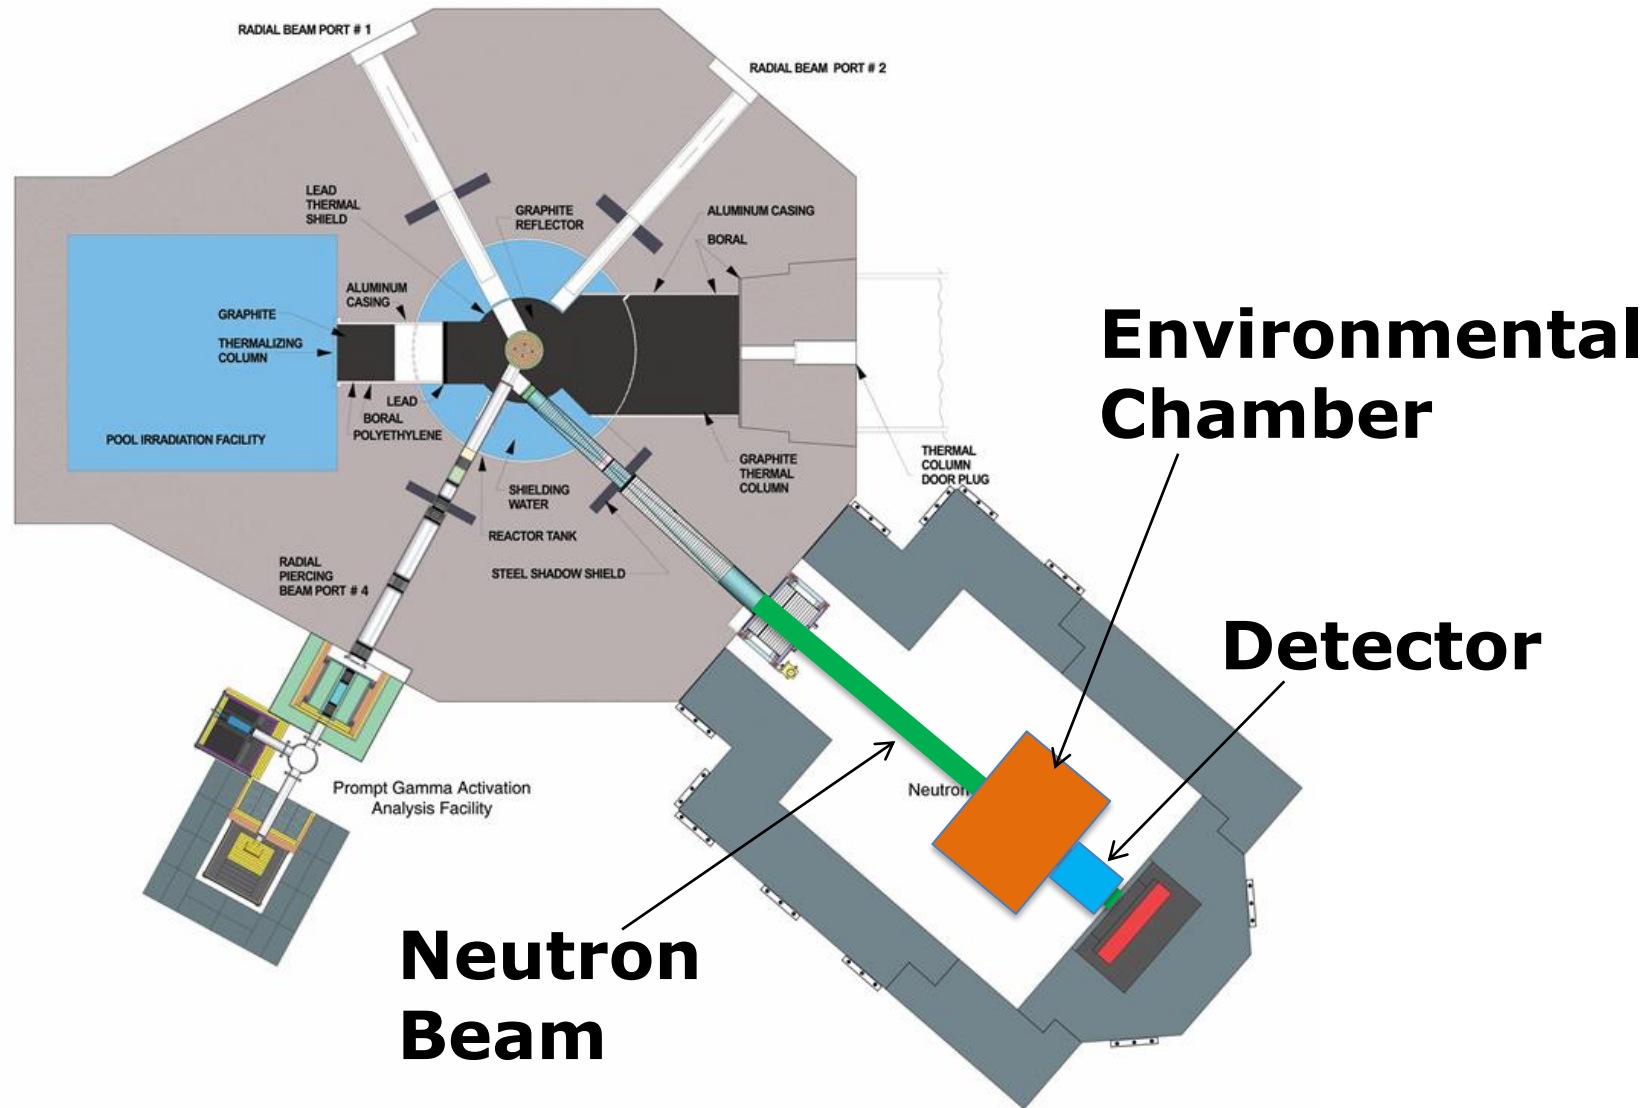 RADIAL BEAM PORT # 1
RADIAL BEAM PORT # 2
LEAD
THERMAL
SHIELD
GRAPHITE
REFLECTOR
ALUMINUM CASING
BORAL
ALUMINUM
CASING
GRAPHITE
THERMALIZING
COLUMN
LEAD
BORAL
POLYETHYLENE
POOL IRRADIATION FACILITY
SHIELDING
WATER
REACTOR TANK
STEEL SHADOW SHIELD
GRAPHITE
THERMAL
COLUMN
THERMAL
COLUMN
DOOR PLUG
RADIAL
PIERCING
BEAM PORT # 4
Environmental
Chamber
Detector
Prompt Gamma Activation
Analysis Facility
Neutron
Neutron
Beam